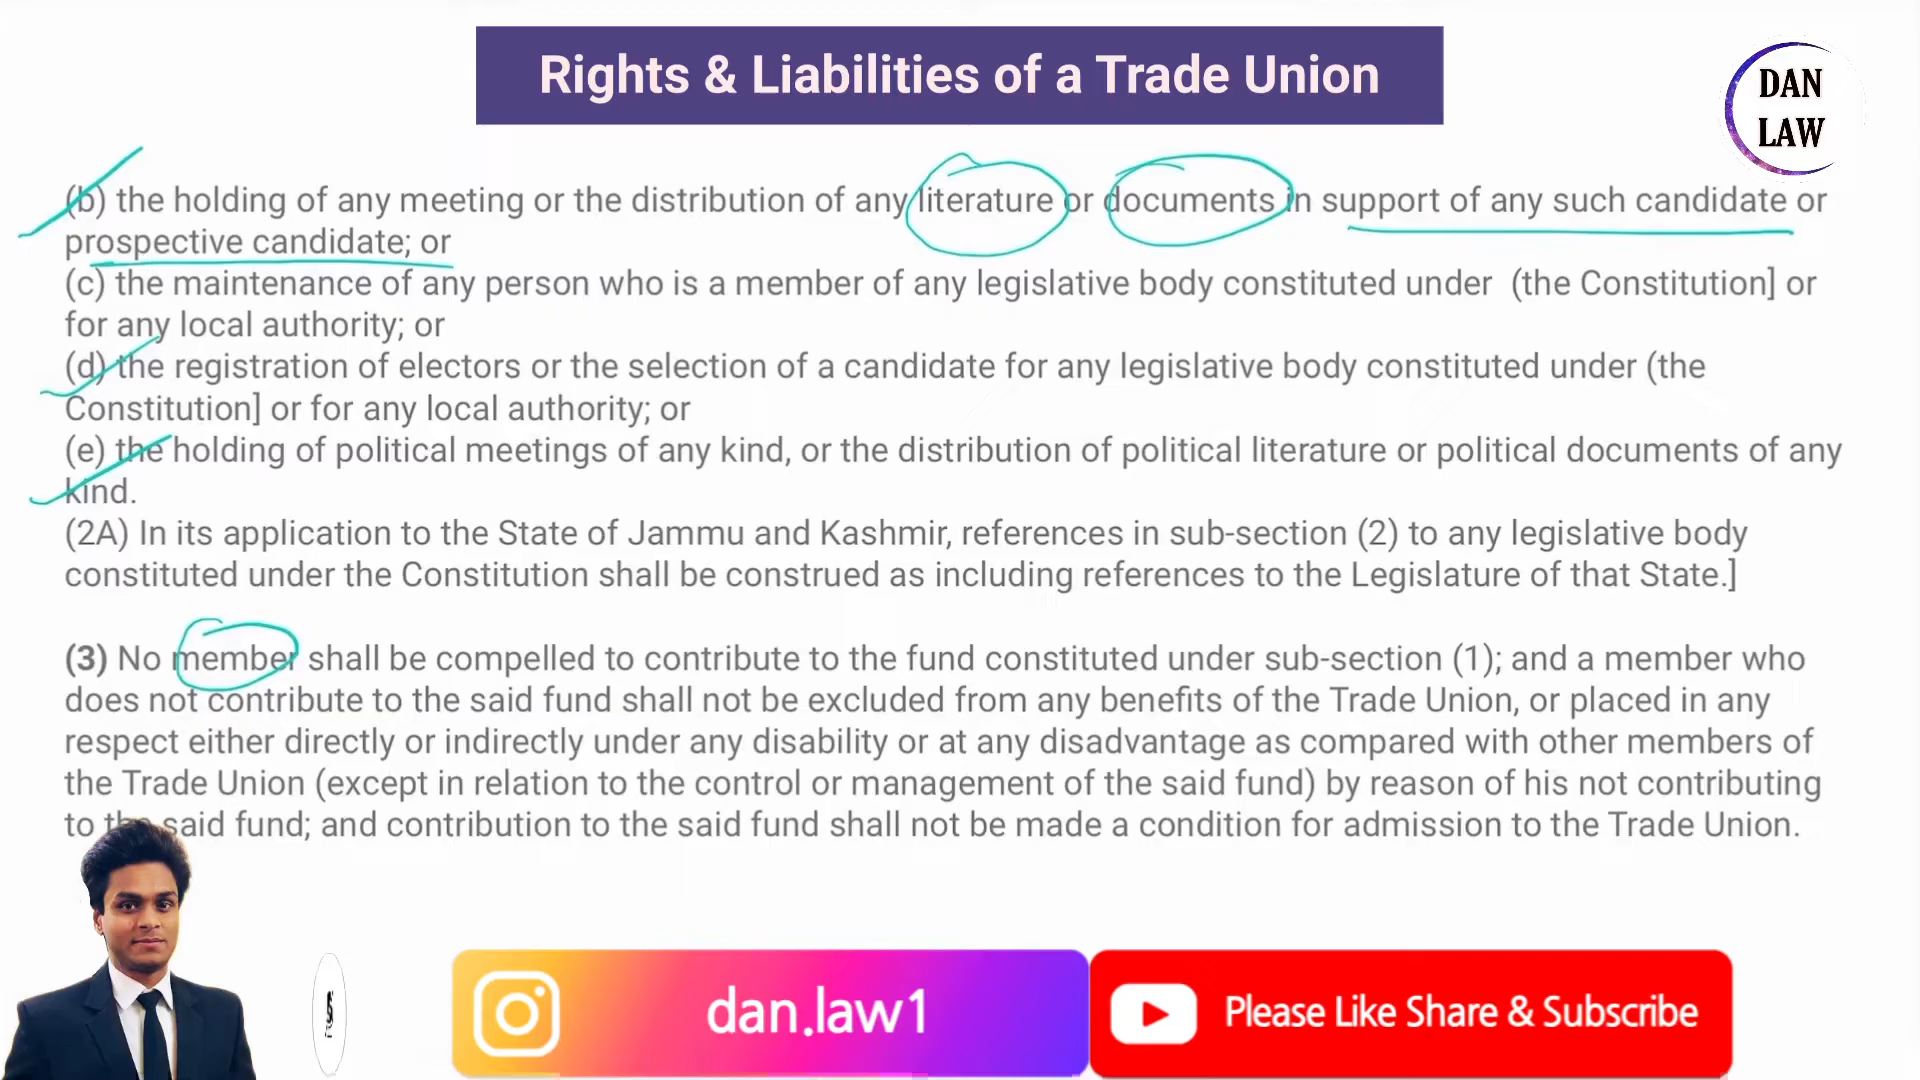 Rights & Liabilities of a Trade Union
DAN
LAW
(b) the holding of any meeting or the distribution of any literature or documents in support of any such candidate or
prospective candidate; or
(c) the maintenance of any person who is a member of any legislative body constituted under (the Constitution] or
for any local authority; or
(d) the registration of electors or the selection of a candidate for any legislative body constituted under (the
Constitution] or for any local authority; or
(e) the holding of political meetings of any kind, or the distribution of political literature or political documents of any
kind.
(2A) In its application to the State of Jammu and Kashmir, references in sub-section (2) to any legislative body
constituted under the Constitution shall be construed as including references to the Legislature of that State.]
(3) No member shall be compelled to contribute to the fund constituted under sub-section (1); and a member who
does not contribute to the said fund shall not be excluded from any benefits of the Trade Union, or placed in any
respect either directly or indirectly under any disability or at any disadvantage as compared with other members of
the Trade Union (except in relation to the control or management of the said fund) by reason of his not contributing
to the said fund; and contribution to the said fund shall not be made a condition for admission to the Trade Union.
dan.law1
Please Like Share & Subscribe